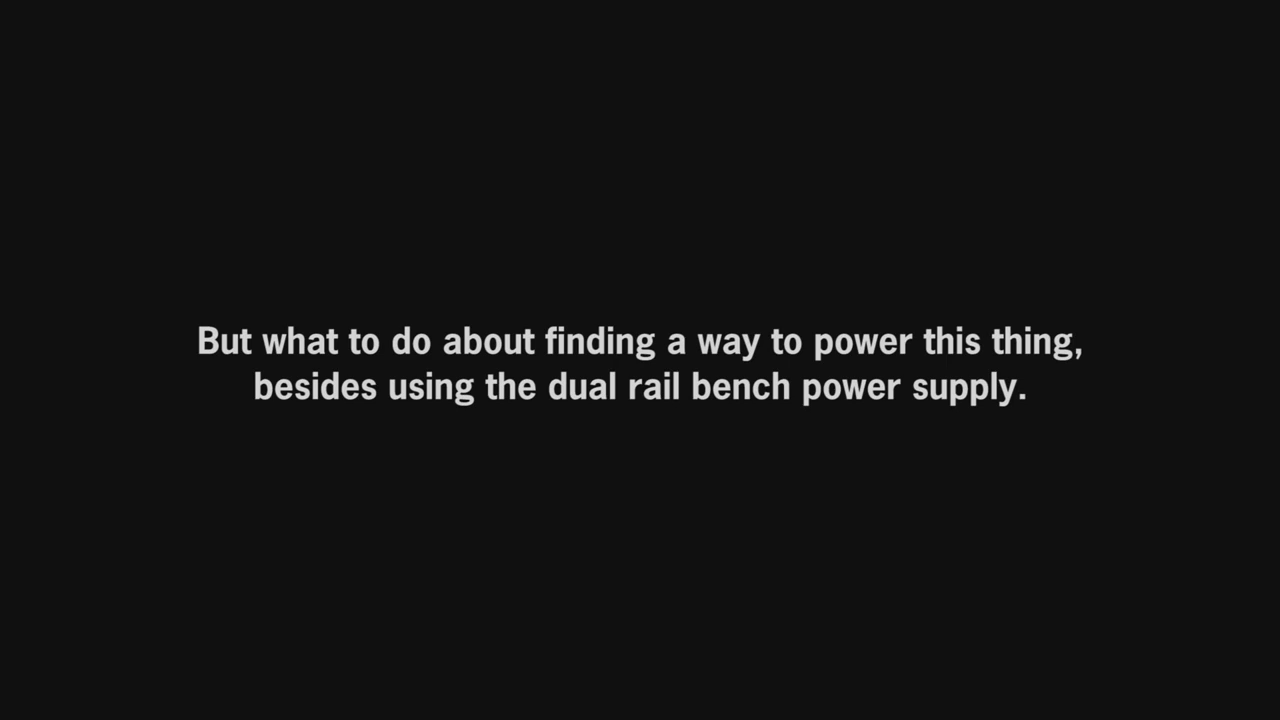 But what to do about finding a way to power this thing,
besides using the dual rail bench power supply.